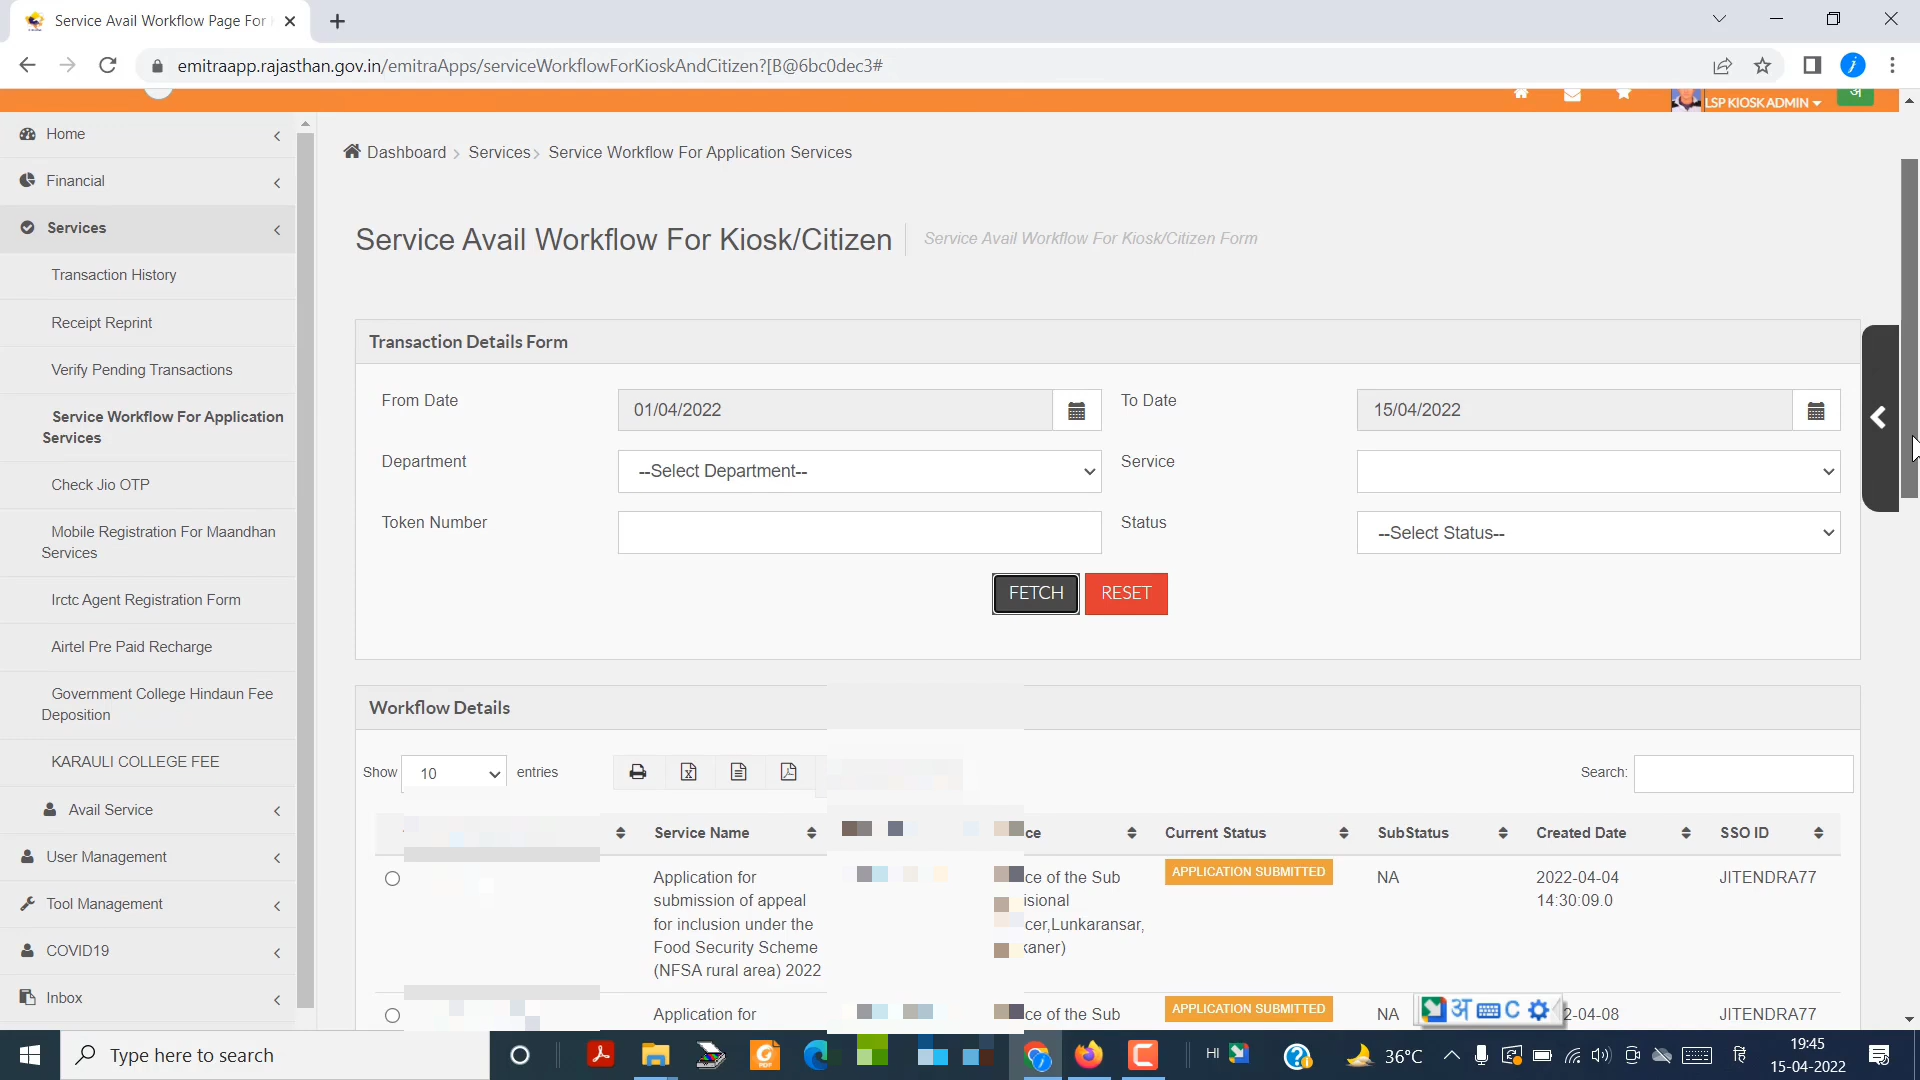 Service Avail Workflow Page For
emitraapp.rajasthan.gov.in/emitraApps/serviceWorkflowForKioskAndCitizen?[B@6bc0dec3#
LSP KIOSK ADMIN
अ
Home
Financial
Services
Transaction History
Receipt Reprint
Verify Pending Transactions
Service Workflow For Application
Services
Check Jio OTP
Mobile Registration For Maandhan
Services
Irctc Agent Registration Form
Airtel Pre Paid Recharge
Government College Hindaun Fee
Deposition
KARAULI COLLEGE FEE
Avail Service
User Management
Tool Management
COVID19
Inbox
Dashboard > Services > Service Workflow For Application Services
Service Avail Workflow For Kiosk/Citizen
Service Avail Workflow For Kiosk/Citizen Form
Transaction Details Form
From Date 01/04/2022 To Date 15/04/2022
Department --Select Department-- Service
Token Number Status --Select Status--
FETCH RESET
Workflow Details
Show 10 entries Search:
Service Name ce Current Status SubStatus Created Date SSO ID
Application for
submission of appeal
for inclusion under the
Food Security Scheme
(NFSA rural area) 2022
ce of the Sub
isional
cer,Lunkaransar,
aner)
APPLICATION SUBMITTED
NA
2022-04-04
14:30:09.0
JITENDRA77
Application for ce of the Sub APPLICATION SUBMITTED NA 2-04-08 JITENDRA77
अ C
Type here to search
HI
36°C
हि
19:45
15-04-2022